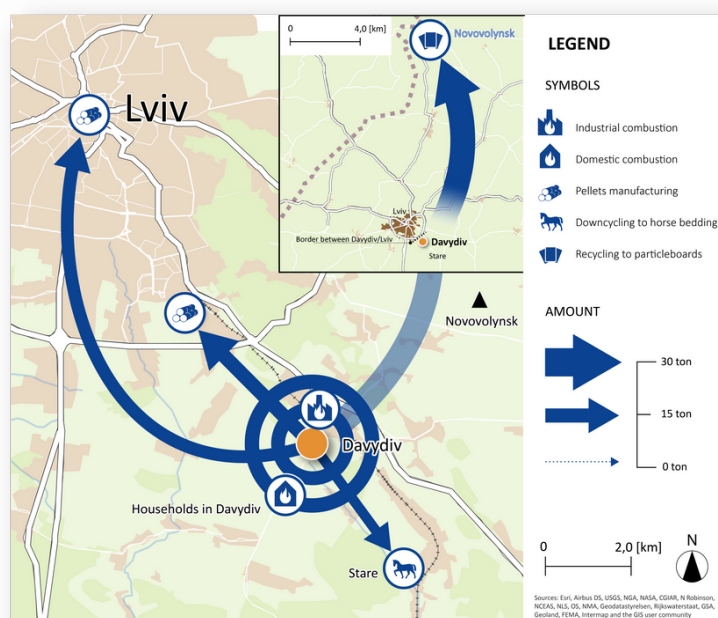 Lviv
Novovolynsk
Davydiv
Households in Davydiv
Stare
0
4,0 [km]
Novovolynsk
Lviv
Border between Davydiv/Lviv
Davydiv
Stare
LEGEND
SYMBOLS
Industrial combustion
Domestic combustion
Pellets manufacturing
Downcycling to horse bedding
Recycling to particleboards
AMOUNT
30 ton
15 ton
0 ton
0
2,0 [km]
N
Sources: Esri, Airbus DS, USGS, NGA, NASA, CGIAR, N Robinson,
NCEAS, NLS, OS, NMA, Geodatastyrelsen, Rijkswaterstaat, GSA,
Geoland, FEMA, Intermap and the GIS user community